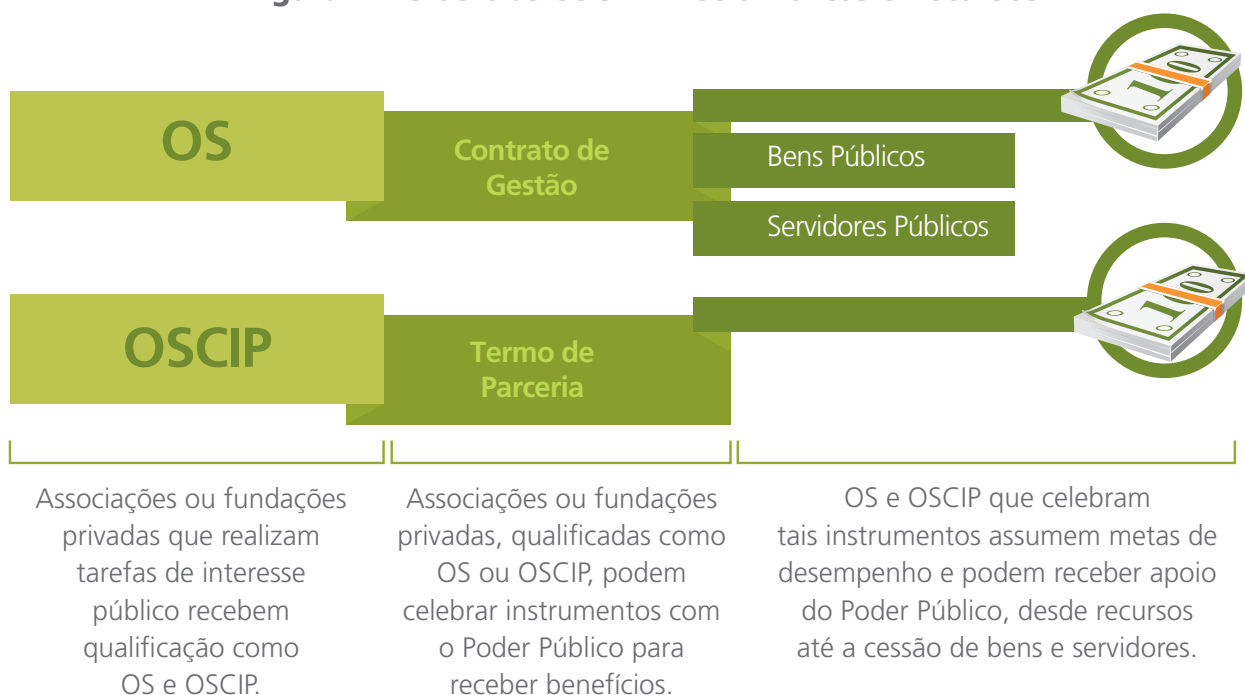 OS
Contrato de
Gestão
Bens Públicos
Servidores Públicos
OSCIP
Termo de
Parceria
Associações ou fundações
privadas que realizam
tarefas de interesse
público recebem
qualificação como
OS e OSCIP.
Associações ou fundações
privadas, qualificadas como
OS ou OSCIP, podem
celebrar instrumentos com
o Poder Público para
receber benefícios.
OS e OSCIP que celebram
tais instrumentos assumem metas de
desempenho e podem receber apoio
do Poder Público, desde recursos
até a cessão de bens e servidores.